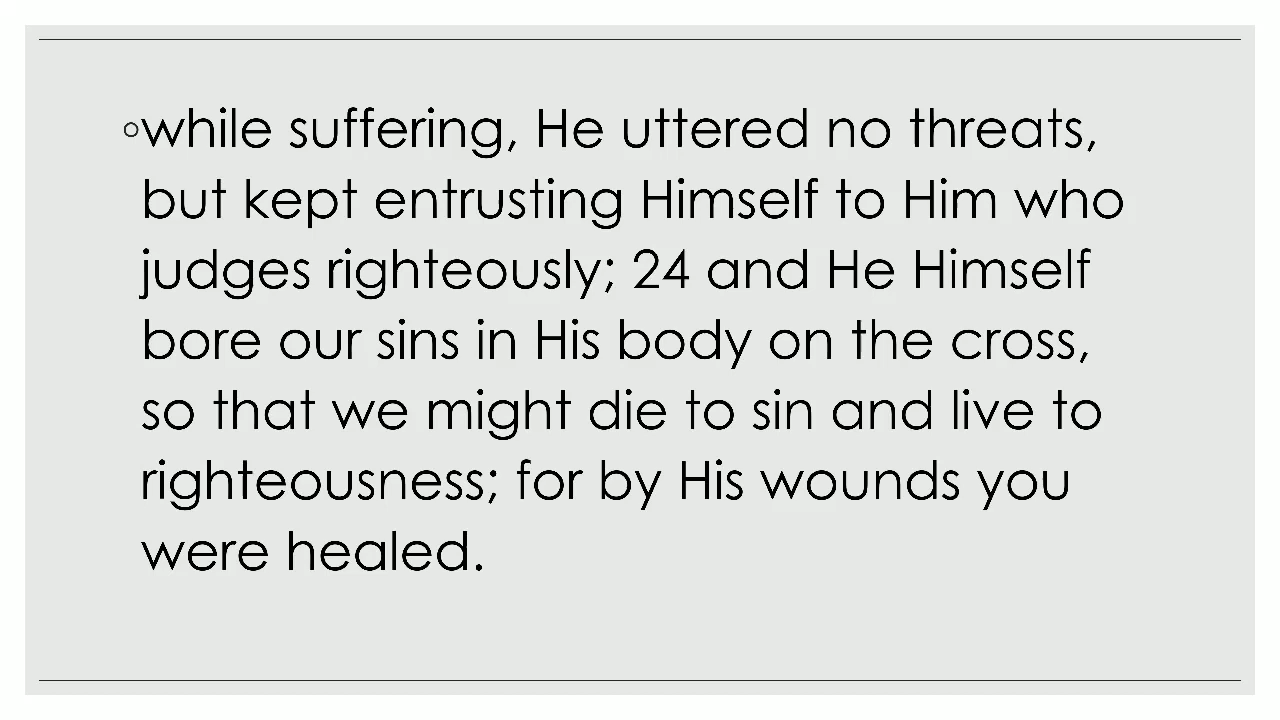 ◦while suffering, He uttered no threats,
but kept entrusting Himself to Him who
judges righteously; 24 and He Himself
bore our sins in His body on the cross,
so that we might die to sin and live to
righteousness; for by His wounds you
were healed.